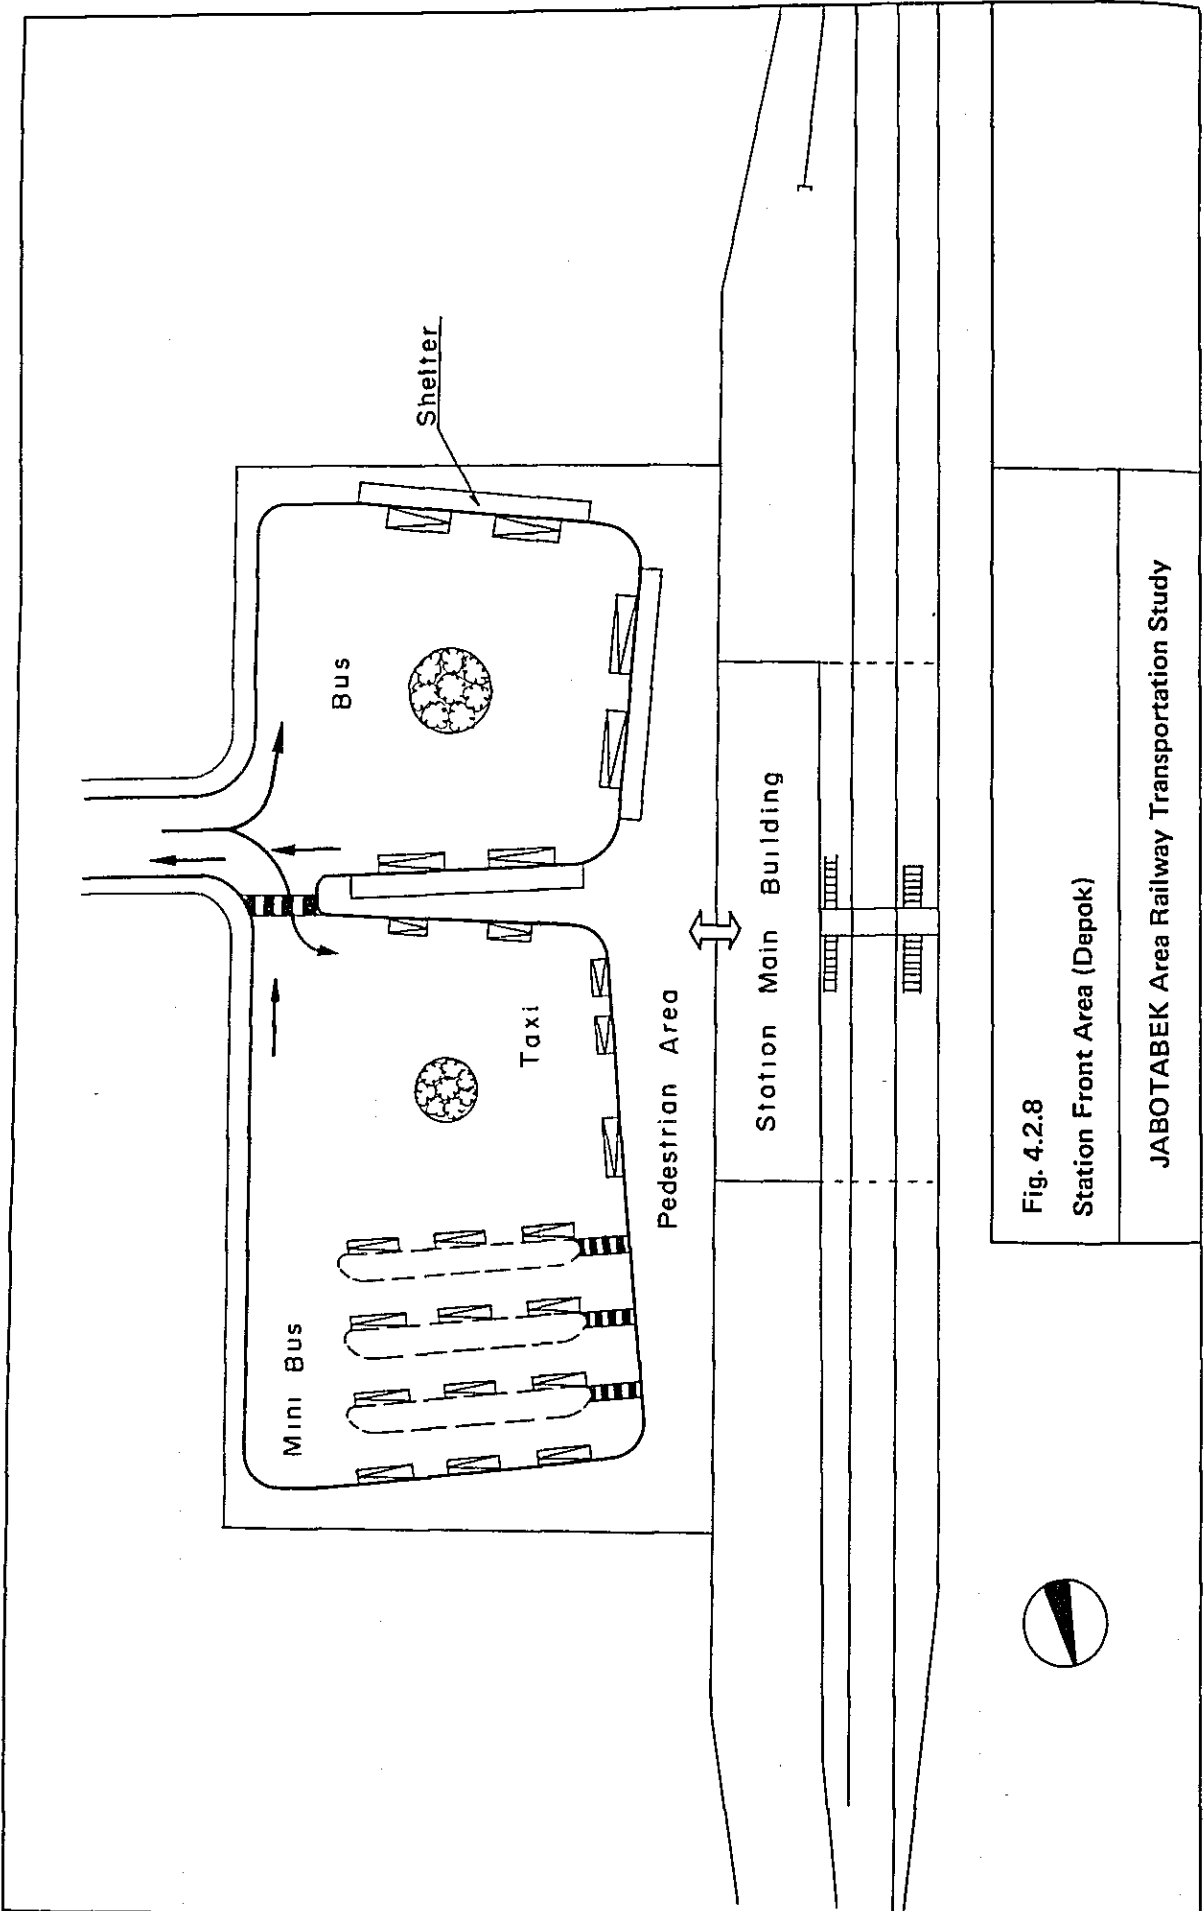 Shelter
Bus
Mini Bus
Taxi
Pedestrian Area
Station Main Building
Fig. 4.2.8
Station Front Area (Depok)
JABOTABEK Area Railway Transportation Study